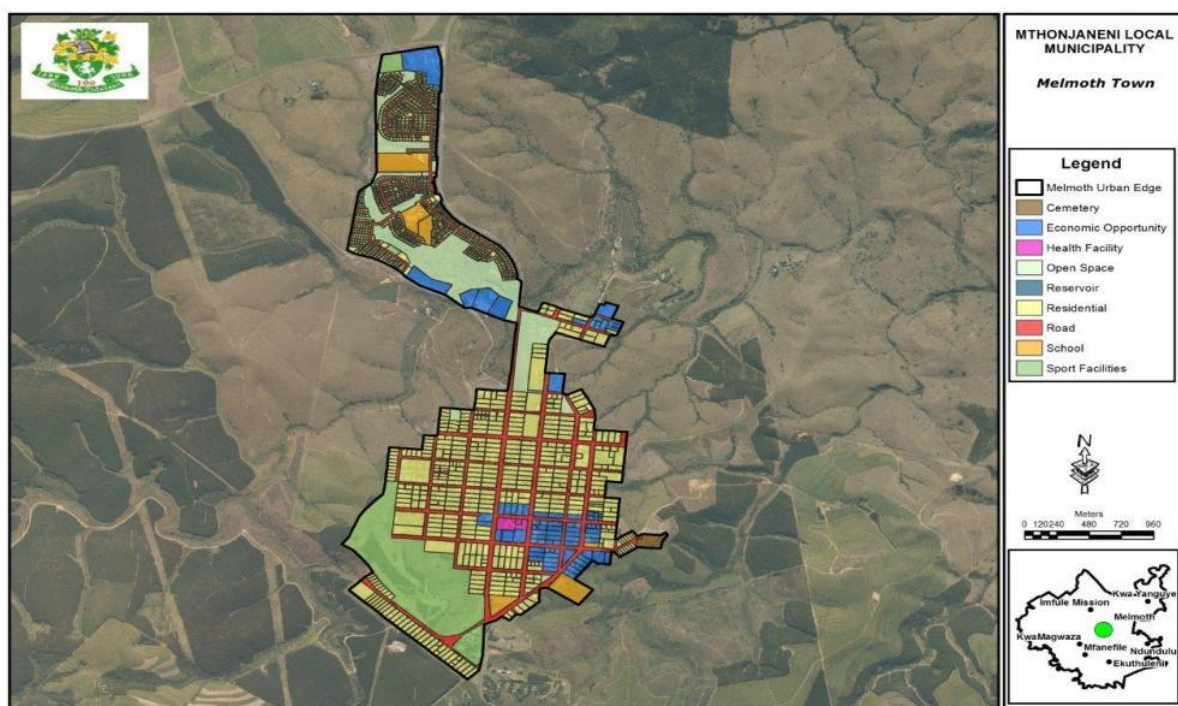 MTHONJANENI LOCAL
MUNICIPALITY
Melmoth Town
Legend
Melmoth Urban Edge
Cemetery
Economic Opportunity
Health Facility
Open Space
Reservoir
Residential
Road
School
Sport Facilities
N
Meters
0 120240 480 720 960
Kwa Yanguye
Imfule Mission
Melmoth
KwaMagwaza
Mfanefile
Ndundulu
Ekuthuleni
100